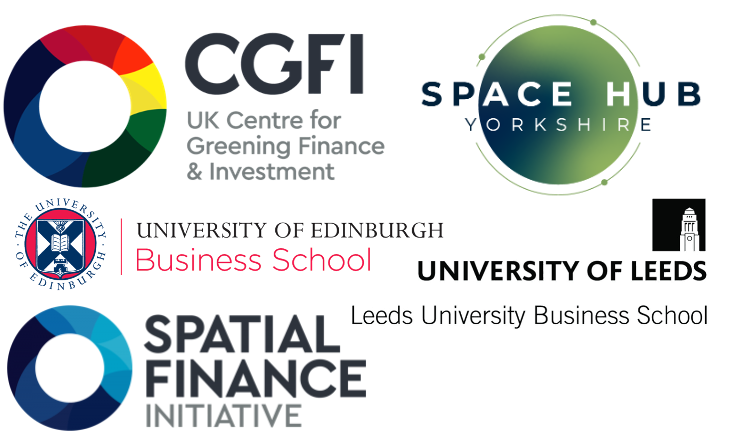 CGFI
UK Centre for
Greening Finance
& Investment
SPACE HUB
YORKSHIRE
THE UNIVERSITY OF EDINBURGH
UNIVERSITY OF EDINBURGH
Business School
UNIVERSITY OF LEEDS
Leeds University Business School
SPATIAL
FINANCE
INITIATIVE